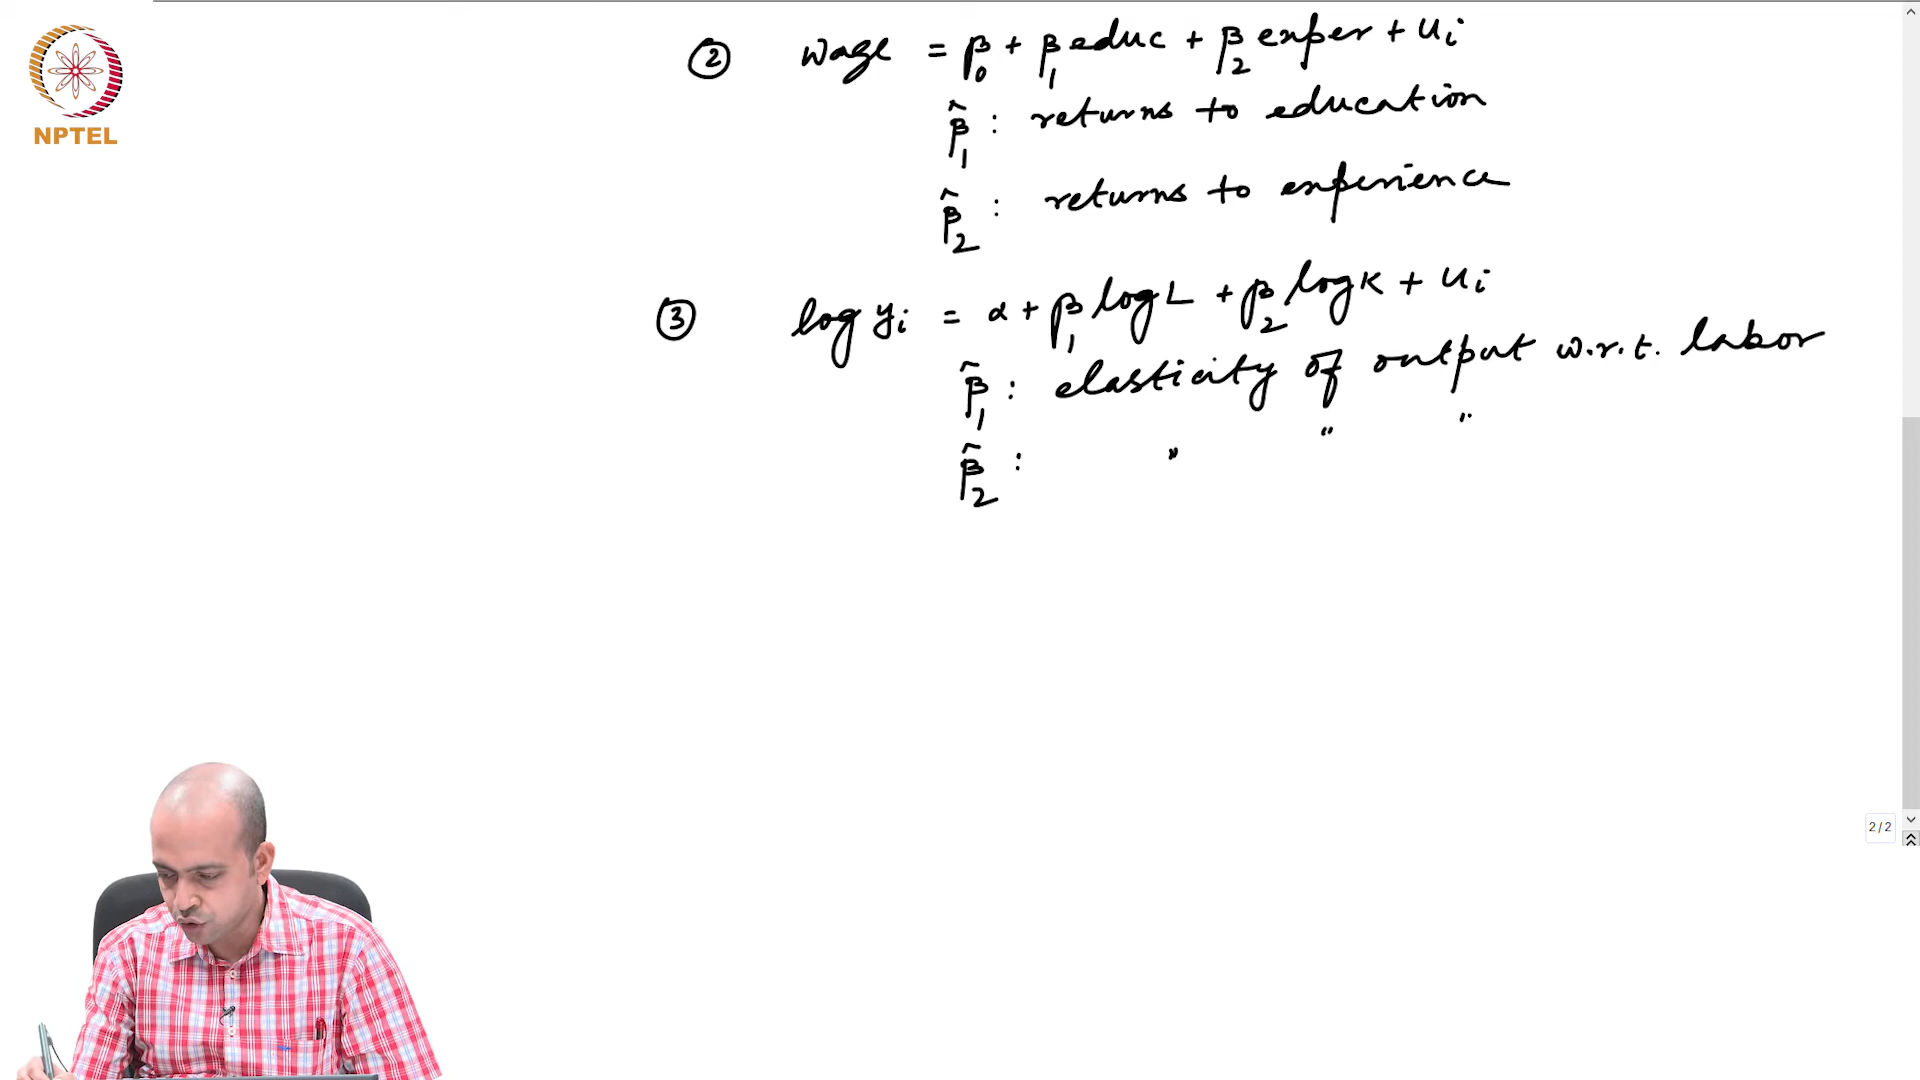 NPTEL
② wage = β₀ + β₁ educ + β₂ exper + uᵢ
β̂₁ : returns to education
β̂₂ : returns to experience
③ log yᵢ = α + β₁ log L + β₂ log K + uᵢ
β̂₁ : elasticity of output w.r.t. labor
β̂₂ : " " "
2/2